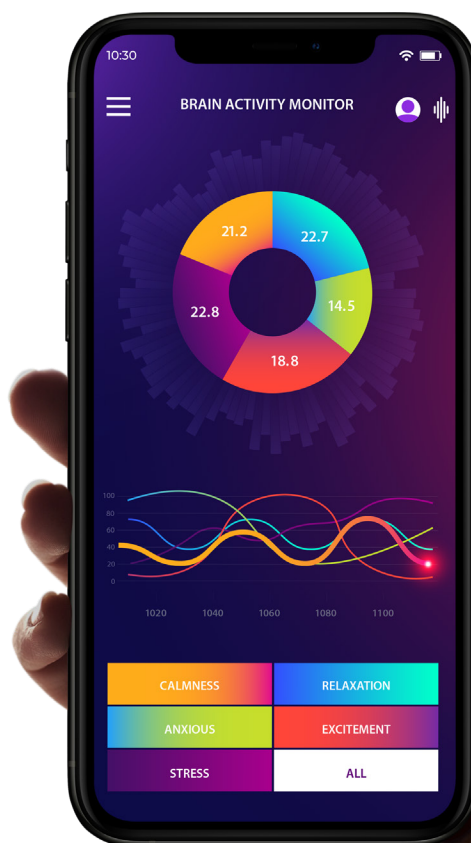 10:30
BRAIN ACTIVITY MONITOR
21.2
22.7
22.8
14.5
18.8
100
80
60
40
20
0
1020 1040 1060 1080 1100
CALMNESS RELAXATION
ANXIOUS EXCITEMENT
STRESS ALL